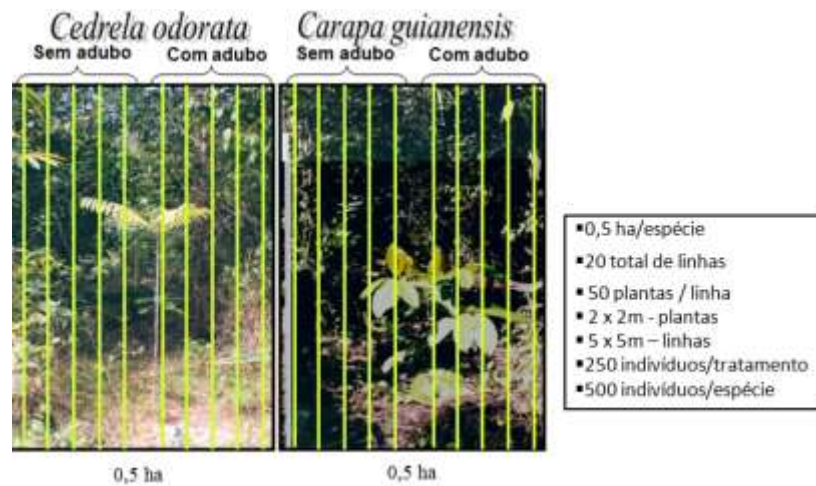 Cedrela odorata
Carapa guianensis
Sem adubo
Com adubo
Sem adubo
Com adubo
▪0,5 ha/espécie
▪20 total de linhas
▪50 plantas / linha
▪2 x 2m - plantas
▪5 x 5m – linhas
▪250 indivíduos/tratamento
▪500 indivíduos/espécie
0,5 ha
0,5 ha